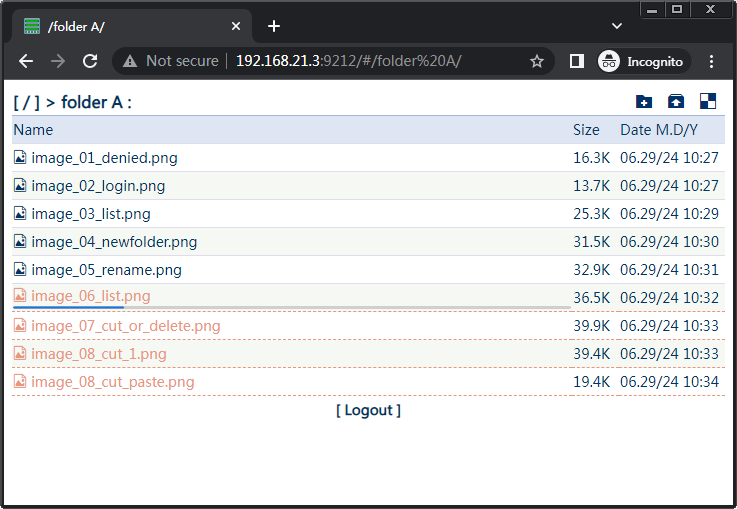 /folder A/
Not secure 192.168.21.3:9212/#/folder%20A/ Incognito
[ / ] > folder A :
Name Size Date M.D/Y
image_01_denied.png 16.3K 06.29/24 10:27
image_02_login.png 13.7K 06.29/24 10:27
image_03_list.png 25.3K 06.29/24 10:29
image_04_newfolder.png 31.5K 06.29/24 10:30
image_05_rename.png 32.9K 06.29/24 10:31
image_06_list.png 36.5K 06.29/24 10:32
image_07_cut_or_delete.png 39.9K 06.29/24 10:33
image_08_cut_1.png 39.4K 06.29/24 10:33
image_08_cut_paste.png 19.4K 06.29/24 10:34
[ Logout ]